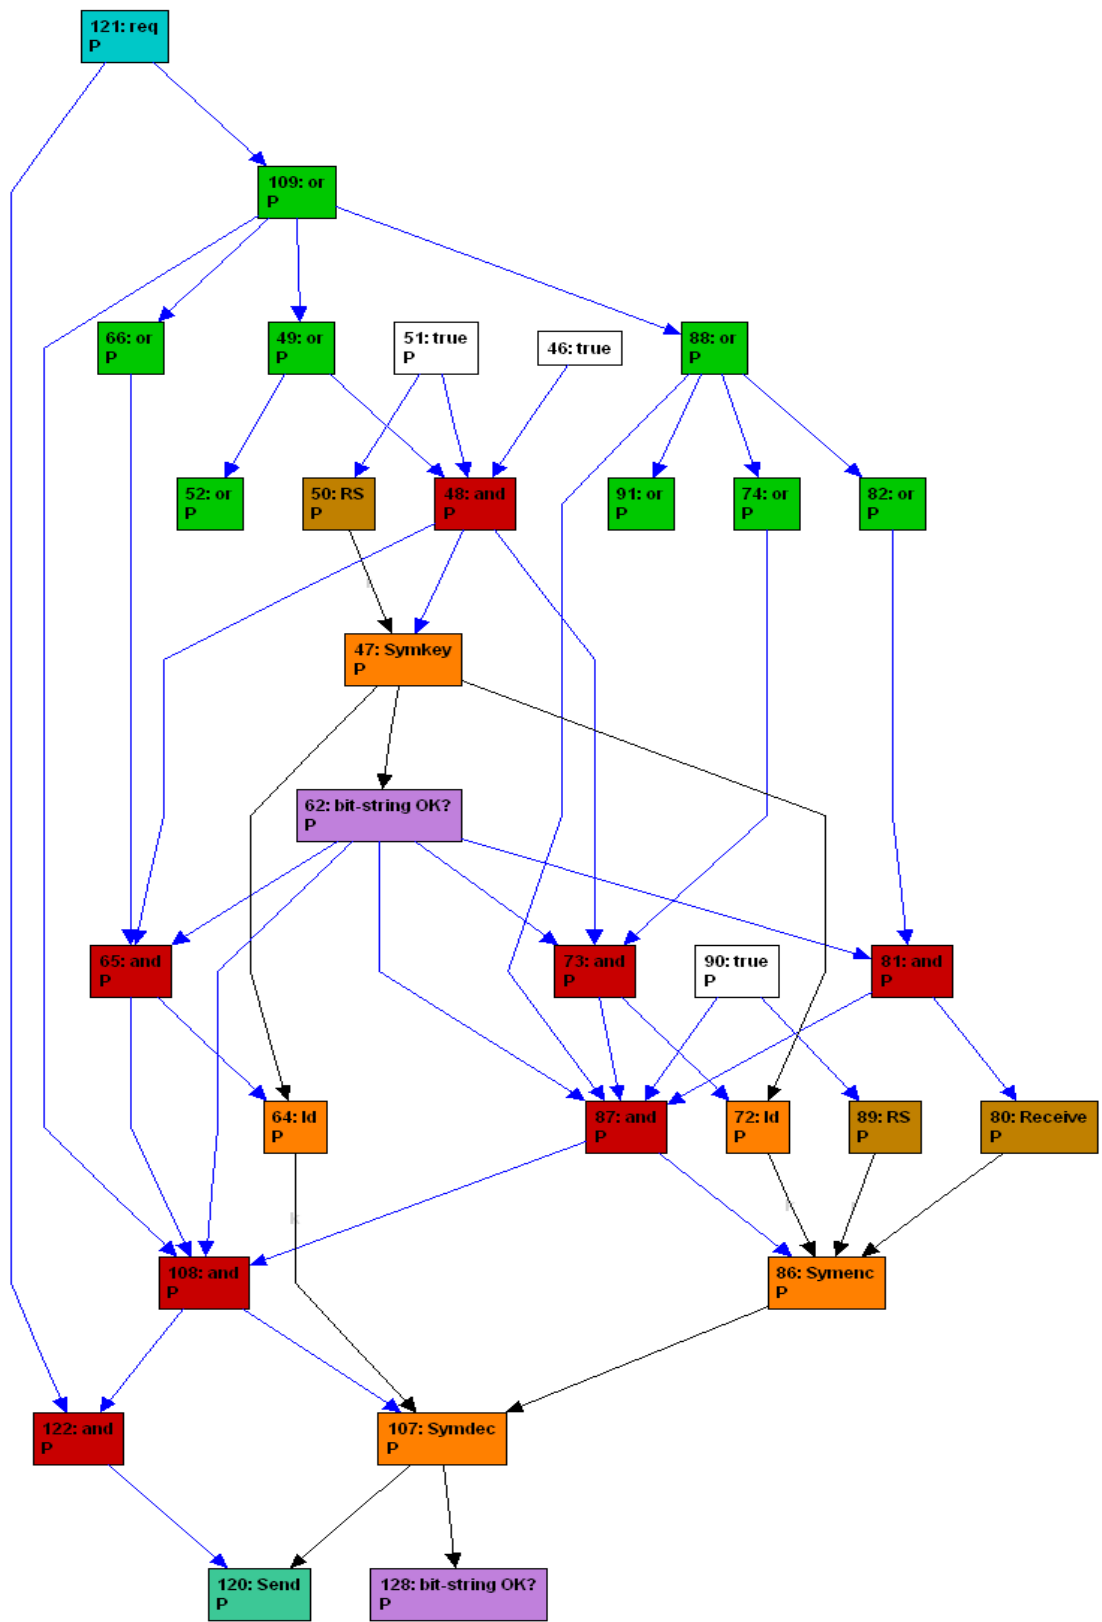 121: req
P
109: or
P
66: or
P
49: or
P
51: true
P
46: true
88: or
P
52: or
P
50: RS
P
48: and
P
91: or
P
74: or
P
82: or
P
47: Symkey
P
62: bit-string OK?
P
65: and
P
73: and
P
90: true
P
81: and
P
64: Id
P
87: and
P
72: Id
P
89: RS
P
80: Receive
P
k
108: and
P
86: Symenc
P
122: and
P
107: Symdec
P
120: Send
P
128: bit-string OK?
P